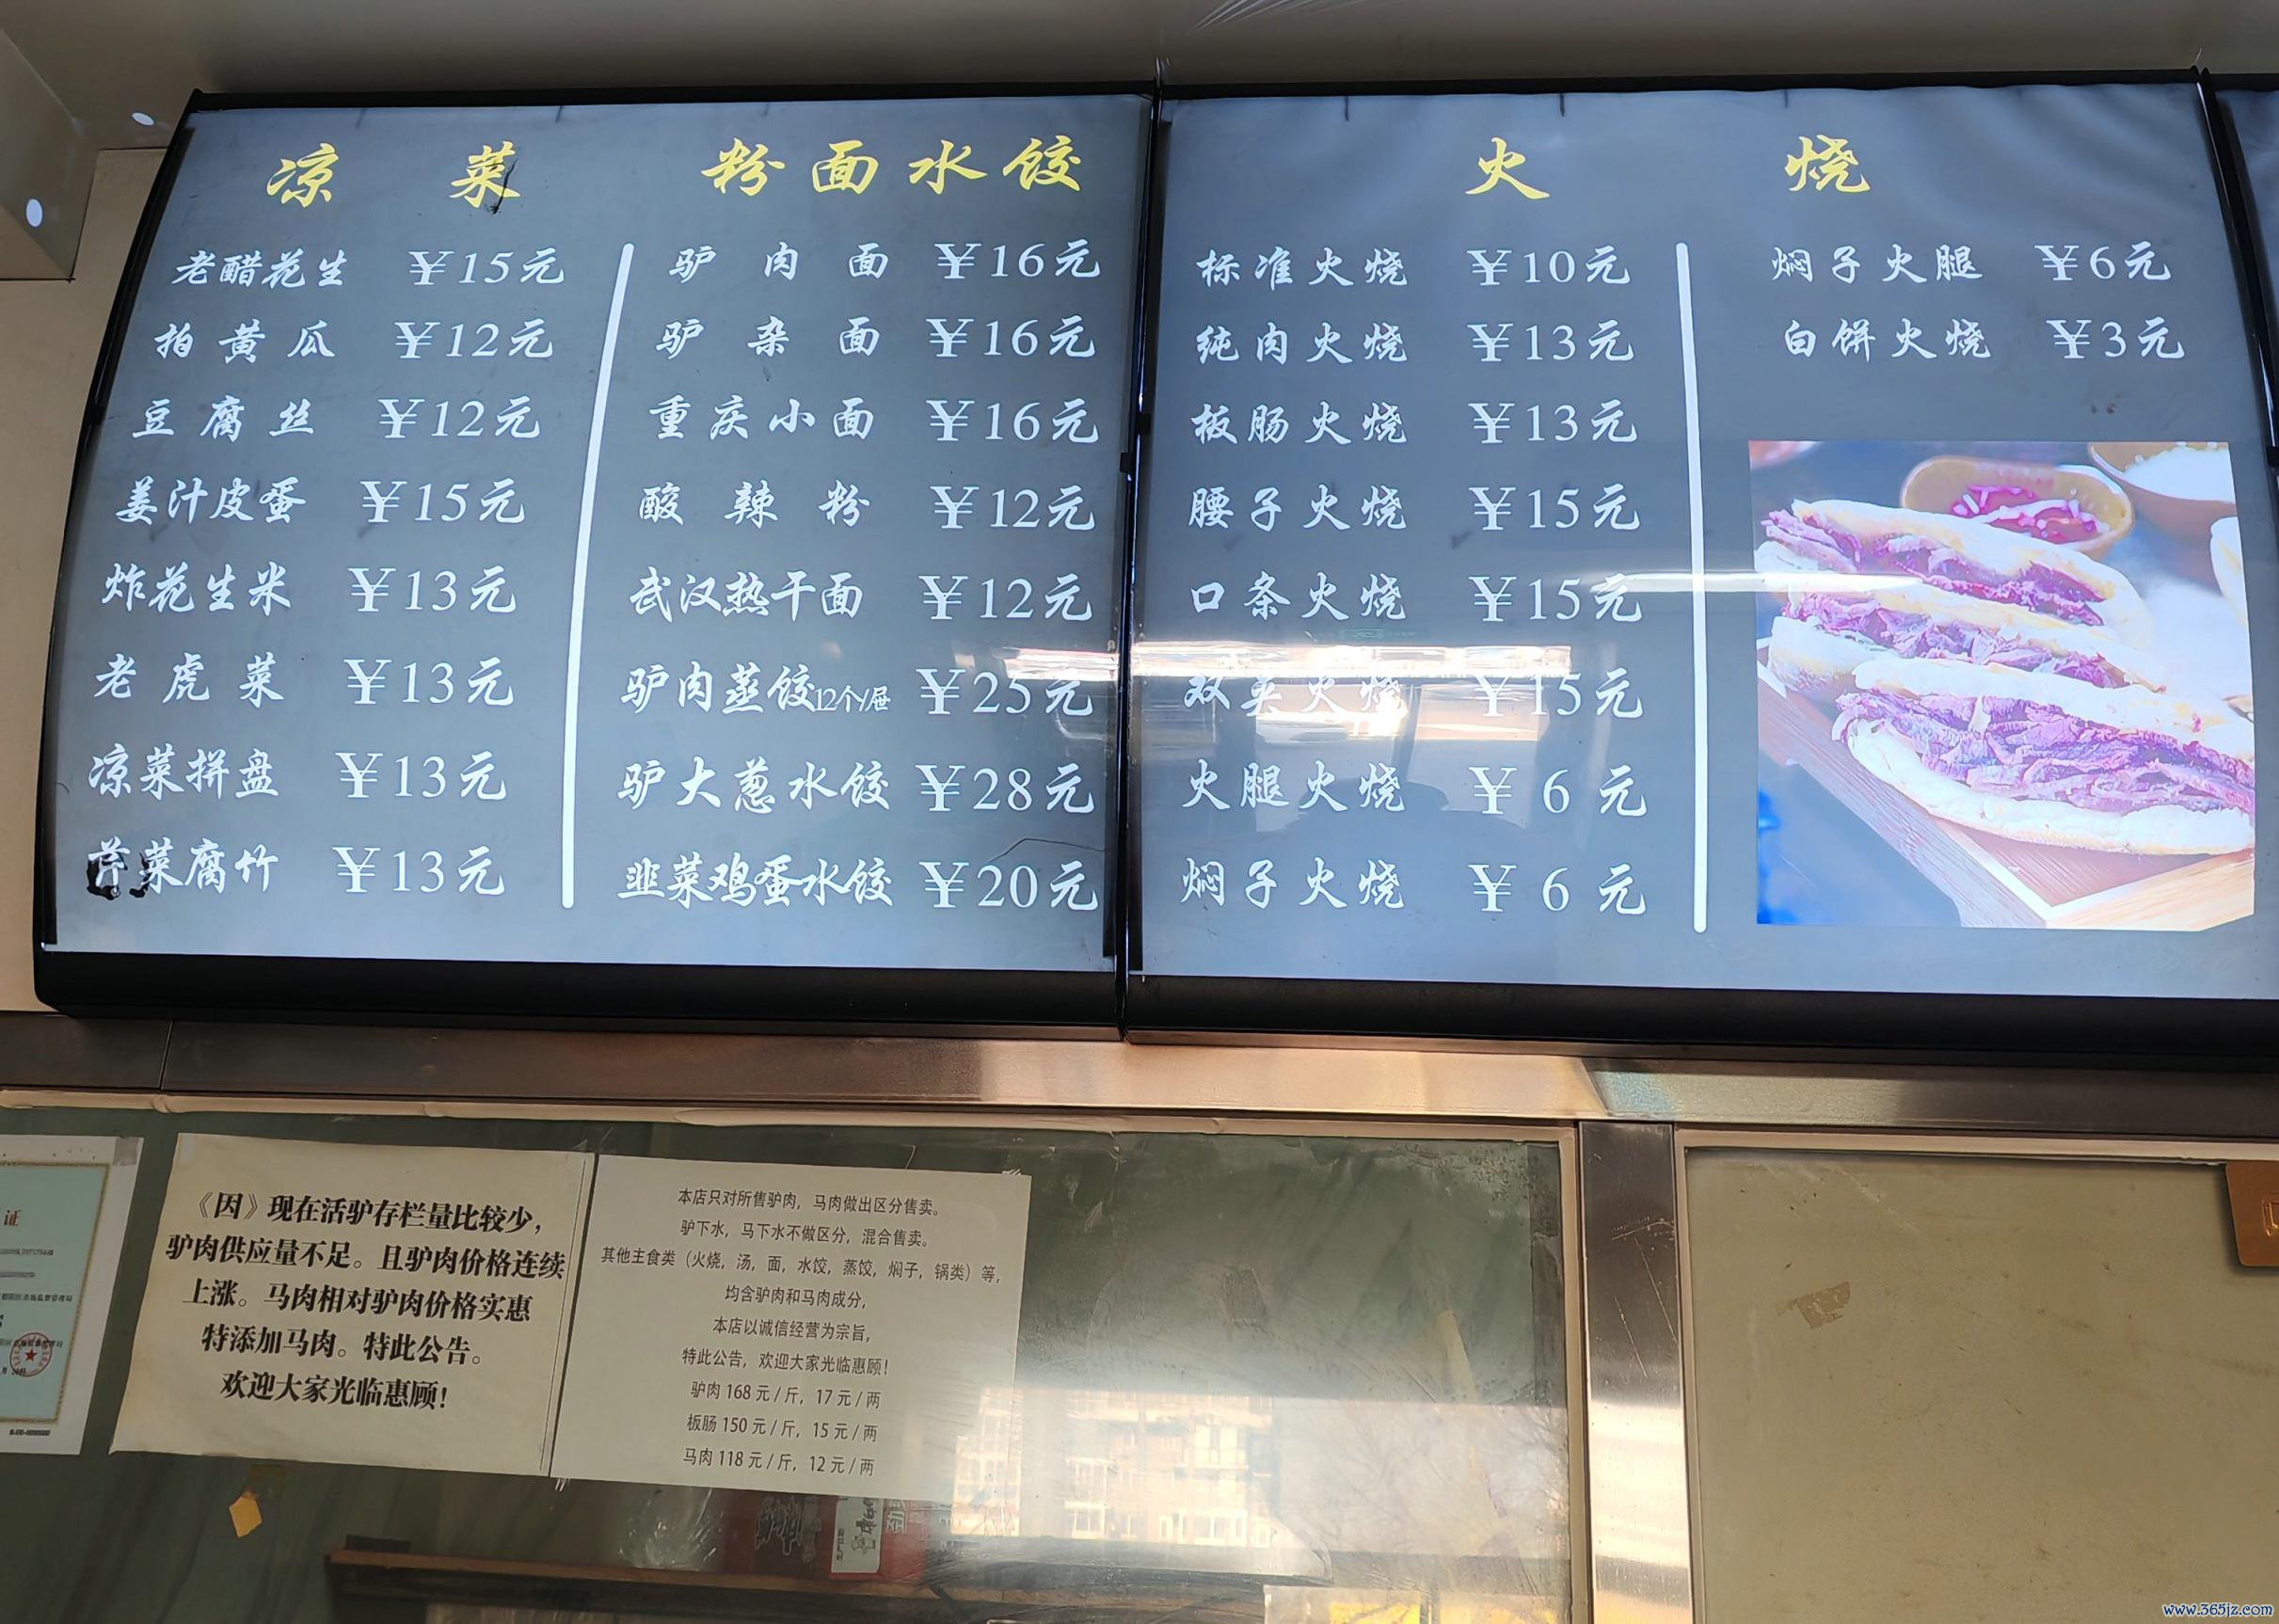 凉菜
老醋花生 ￥15元
拍黄瓜 ￥12元
豆腐丝 ￥12元
姜汁皮蛋 ￥15元
炸花生米 ￥13元
老虎菜 ￥13元
凉菜拼盘 ￥13元
芹菜腐竹 ￥13元
粉面水饺
驴肉面 ￥16元
驴杂面 ￥16元
重庆小面 ￥16元
酸辣粉 ￥12元
武汉热干面 ￥12元
驴肉蒸饺12个/屉 ￥25元
驴大葱水饺 ￥28元
韭菜鸡蛋水饺 ￥20元
火烧
标准火烧 ￥10元
纯肉火烧 ￥13元
板肠火烧 ￥13元
腰子火烧 ￥15元
口条火烧 ￥15元
双夹火烧 ￥15元
火腿火烧 ￥6元
焖子火烧 ￥6元
焖子火腿 ￥6元
白饼火烧 ￥3元
证
《因》现在活驴存栏量比较少，
驴肉供应量不足。且驴肉价格连续
上涨。马肉相对驴肉价格实惠
特添加马肉。特此公告。
欢迎大家光临惠顾！
本店只对所售驴肉，马肉做出区分售卖。
驴下水，马下水不做区分，混合售卖。
其他主食类（火烧，汤，面，水饺，蒸饺，焖子，锅类）等，
均含驴肉和马肉成分，
本店以诚信经营为宗旨，
特此公告，欢迎大家光临惠顾！
驴肉 168 元 / 斤，17 元 / 两
板肠 150 元 / 斤，15 元 / 两
马肉 118 元 / 斤，12 元 / 两
www.365jz.com